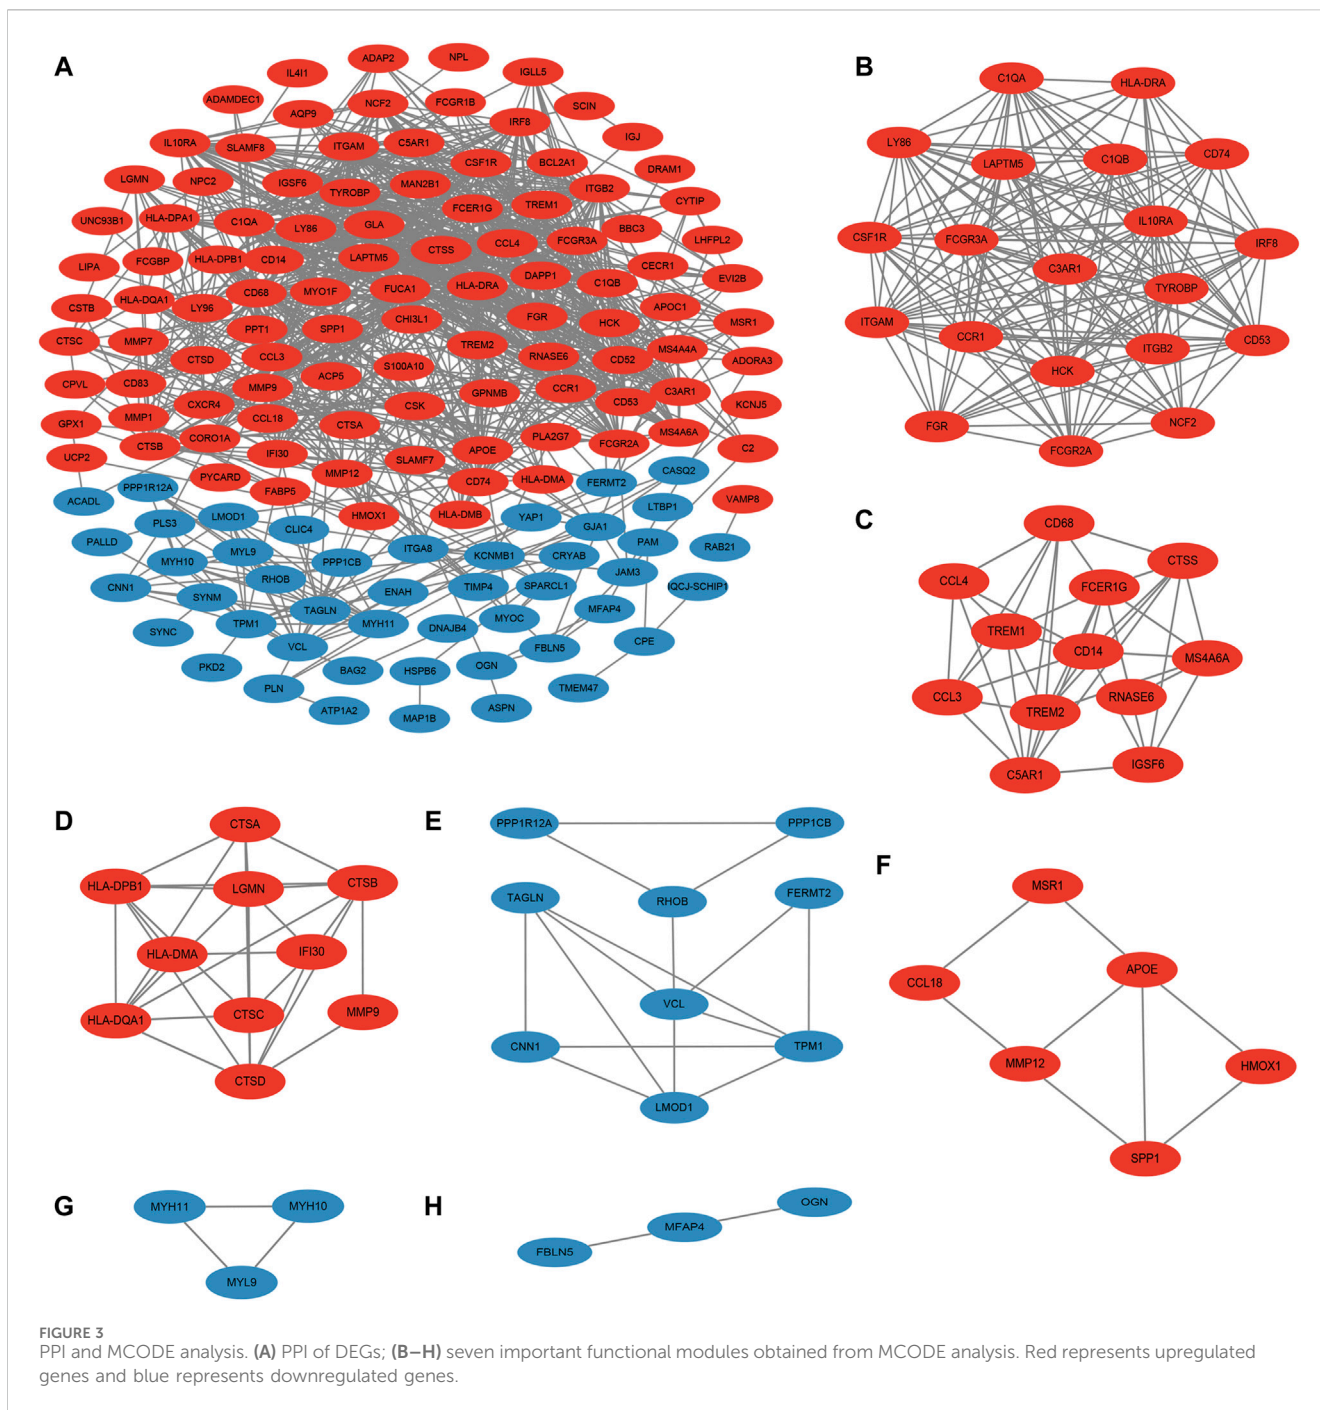 A
ADAP2
NPL
IL4I1
IGLL5
ADAMDEC1
NCF2
FCGR1B
SCIN
AQP9
IRF8
IGJ
IL10RA
SLAMF8
ITGAM
C5AR1
CSF1R
BCL2A1
DRAM1
LGMN
NPC2
IGSF6
TYROBP
MAN2B1
ITGB2
CYTIP
UNC93B1
HLA-DPA1
C1QA
LY86
GLA
FCER1G
TREM1
BBC3
LHFPL2
LIPA
FCGBP
HLA-DPB1
CD14
LAPTM5
CTSS
CCL4
FCGR3A
CECR1
EVI2B
CSTB
HLA-DQA1
LY96
CD68
MYO1F
FUCA1
HLA-DRA
DAPP1
C1QB
APOC1
MSR1
CTSC
MMP7
PPT1
SPP1
CHI3L1
FGR
HCK
MS4A4A
ADORA3
CTSD
CCL3
TREM2
RNASE6
CD52
CPVL
CD83
MMP9
ACP5
S100A10
GPNMB
CCR1
C3AR1
KCNJ5
GPX1
MMP1
CXCR4
CCL18
CSK
CD53
MS4A6A
UCP2
CTSB
CORO1A
CTSA
PLA2G7
FCGR2A
C2
IFI30
SLAMF7
APOE
PYCARD
MMP12
CD74
HLA-DMA
FERMT2
CASQ2
ACADL
PPP1R12A
FABP5
HMOX1
HLA-DMB
LTBP1
VAMP8
PLS3
LMOD1
CLIC4
YAP1
GJA1
PALLD
MYH10
MYL9
PPP1CB
ITGA8
KCNMB1
CRYAB
PAM
RAB21
CNN1
RHOB
TIMP4
SPARCL1
JAM3
IQCJ-SCHIP1
SYNM
TAGLN
ENAH
MFAP4
SYNC
TPM1
MYH11
DNAJB4
MYOC
CPE
VCL
FBLN5
PKD2
BAG2
HSPB6
OGN
PLN
TMEM47
ATP1A2
MAP1B
ASPN
B
C1QA
HLA-DRA
LY86
LAPTM5
C1QB
CD74
CSF1R
FCGR3A
IL10RA
IRF8
C3AR1
TYROBP
ITGAM
CCR1
ITGB2
CD53
HCK
FGR
NCF2
FCGR2A
C
CD68
CTSS
CCL4
FCER1G
TREM1
CD14
MS4A6A
CCL3
TREM2
RNASE6
C5AR1
IGSF6
D
CTSA
HLA-DPB1
LGMN
CTSB
HLA-DMA
IFI30
HLA-DQA1
CTSC
MMP9
CTSD
E
PPP1R12A
PPP1CB
TAGLN
RHOB
FERMT2
VCL
CNN1
TPM1
LMOD1
F
MSR1
CCL18
APOE
MMP12
HMOX1
SPP1
G
MYH11
MYH10
MYL9
H
OGN
MFAP4
FBLN5
FIGURE 3
PPI and MCODE analysis. (A) PPI of DEGs; (B–H) seven important functional modules obtained from MCODE analysis. Red represents upregulated
genes and blue represents downregulated genes.